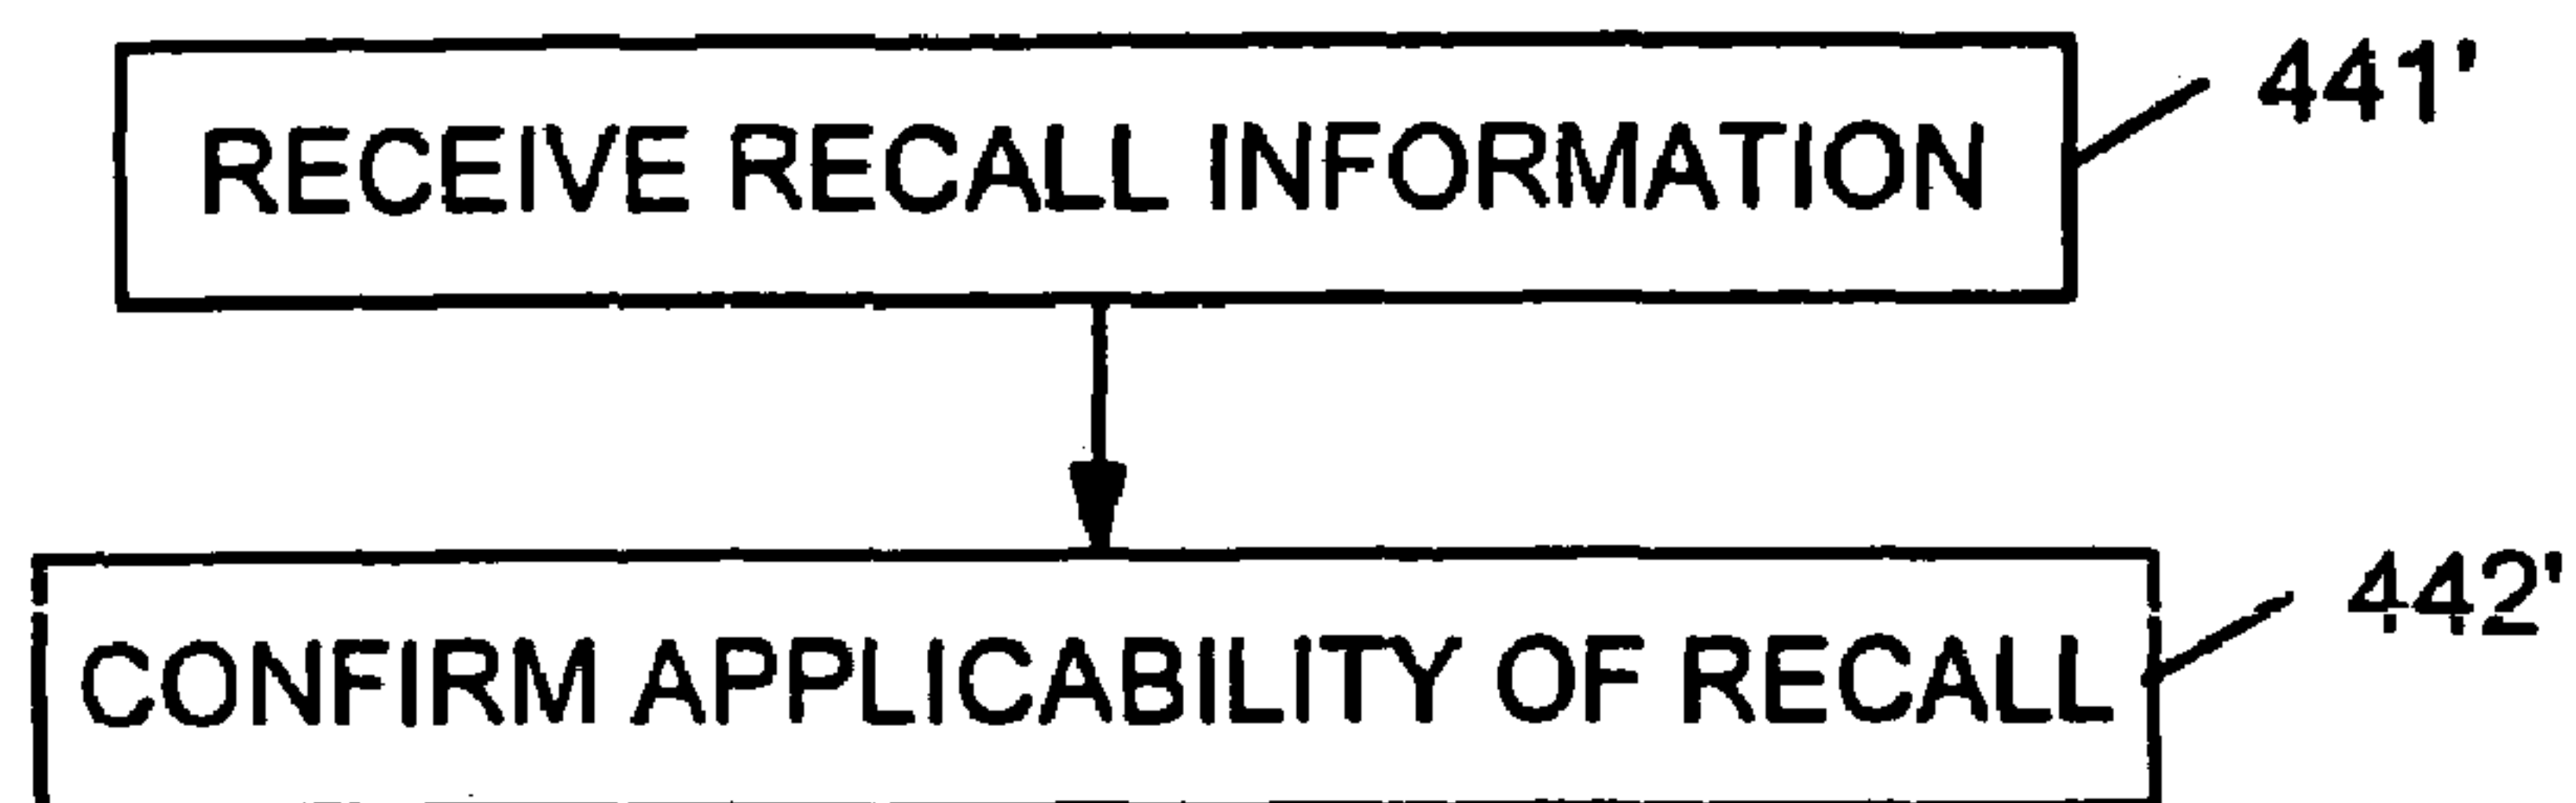 RECEIVE RECALL INFORMATION
441'
CONFIRM APPLICABILITY OF RECALL
442'